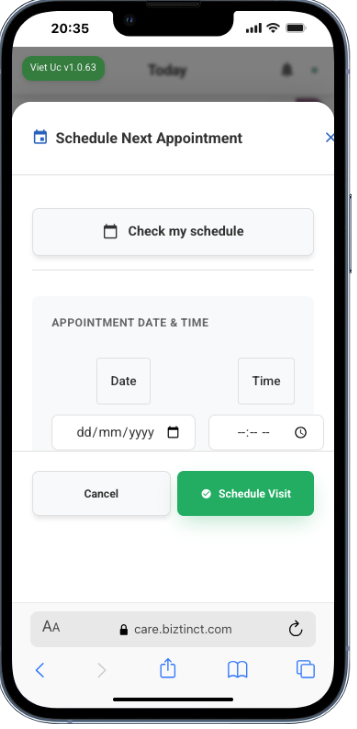 20:35
Viet Uc v1.0.63
Today
Schedule Next Appointment
Check my schedule
APPOINTMENT DATE & TIME
Date
Time
dd/mm/yyyy
--:-- --
Cancel
Schedule Visit
AA
care.biztinct.com